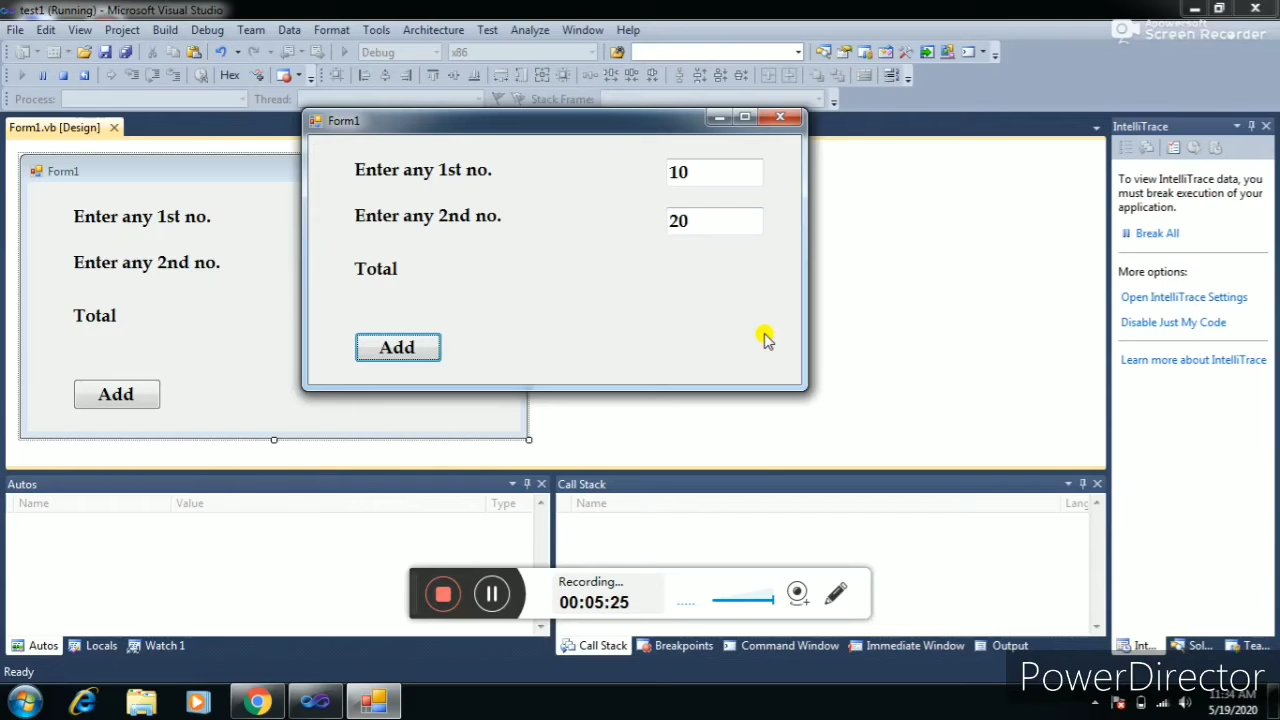 test1 (Running) - Microsoft Visual Studio
File Edit View Project Build Debug Team Data Format Tools Architecture Test Analyze Window Help
Apowersoft
Screen Recorder
Debug x86
Hex
Process: Thread: Stack Frame:
Form1.vb [Design]
Form1
Enter any 1st no.
Enter any 2nd no.
Total
Add
Form1
Enter any 1st no. 10
Enter any 2nd no. 20
Total
Add
IntelliTrace
To view IntelliTrace data, you
must break execution of your
application.
Break All
More options:
Open IntelliTrace Settings
Disable Just My Code
Learn more about IntelliTrace
Autos
Name Value Type
Call Stack
Name Lang
Recording...
00:05:25
Autos Locals Watch 1
Call Stack Breakpoints Command Window Immediate Window Output
Int... Sol... Tea...
Ready
PowerDirector
11:34 AM
5/19/2020